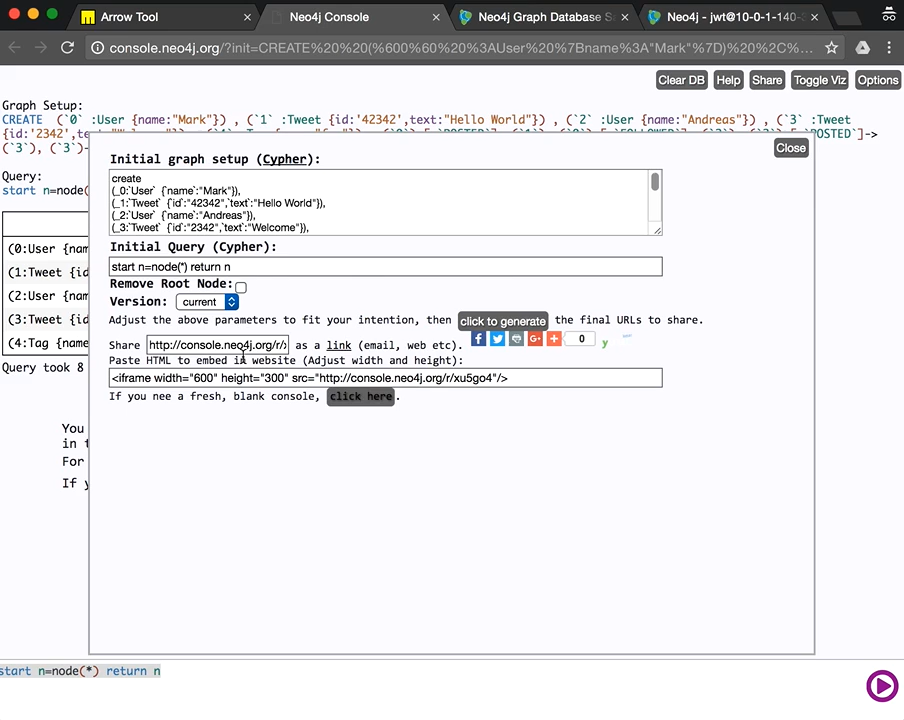 Arrow Tool × Neo4j Console × Neo4j Graph Database Sa × Neo4j - jwt@10-0-1-140- ×
console.neo4j.org/?init=CREATE%20%20(%600%60%20%3AUser%20%7Bname%3A"Mark"%7D)%20%2C%...
Clear DB Help Share Toggle Viz Options
Graph Setup:
CREATE (`0` :User {name:"Mark"}) , (`1` :Tweet {id:'42342',text:"Hello World"}) , (`2` :User {name:"Andreas"}) , (`3` :Tweet
{id:'2342',te
(`3`), (`3`)-
OSTED`]->
Close
Initial graph setup (Cypher):
create
(_0:`User` {`name`:"Mark"}),
(_1:`Tweet` {`id`:"42342",`text`:"Hello World"}),
(_2:`User` {`name`:"Andreas"}),
(_3:`Tweet` {`id`:"2342",`text`:"Welcome"}),
Query:
start n=node(
(0:User {nam
(1:Tweet {id
(2:User {nam
(3:Tweet {id
(4:Tag {name
Query took 8
Initial Query (Cypher):
start n=node(*) return n
Remove Root Node:
Version: current
Adjust the above parameters to fit your intention, then click to generate the final URLs to share.
Share http://console.neo4j.org/r/x as a link (email, web etc). 0 y
Paste HTML to embed in website (Adjust width and height):
<iframe width="600" height="300" src="http://console.neo4j.org/r/xu5go4"/>
If you nee a fresh, blank console, click here.
You
in t
For
If y
start n=node(*) return n